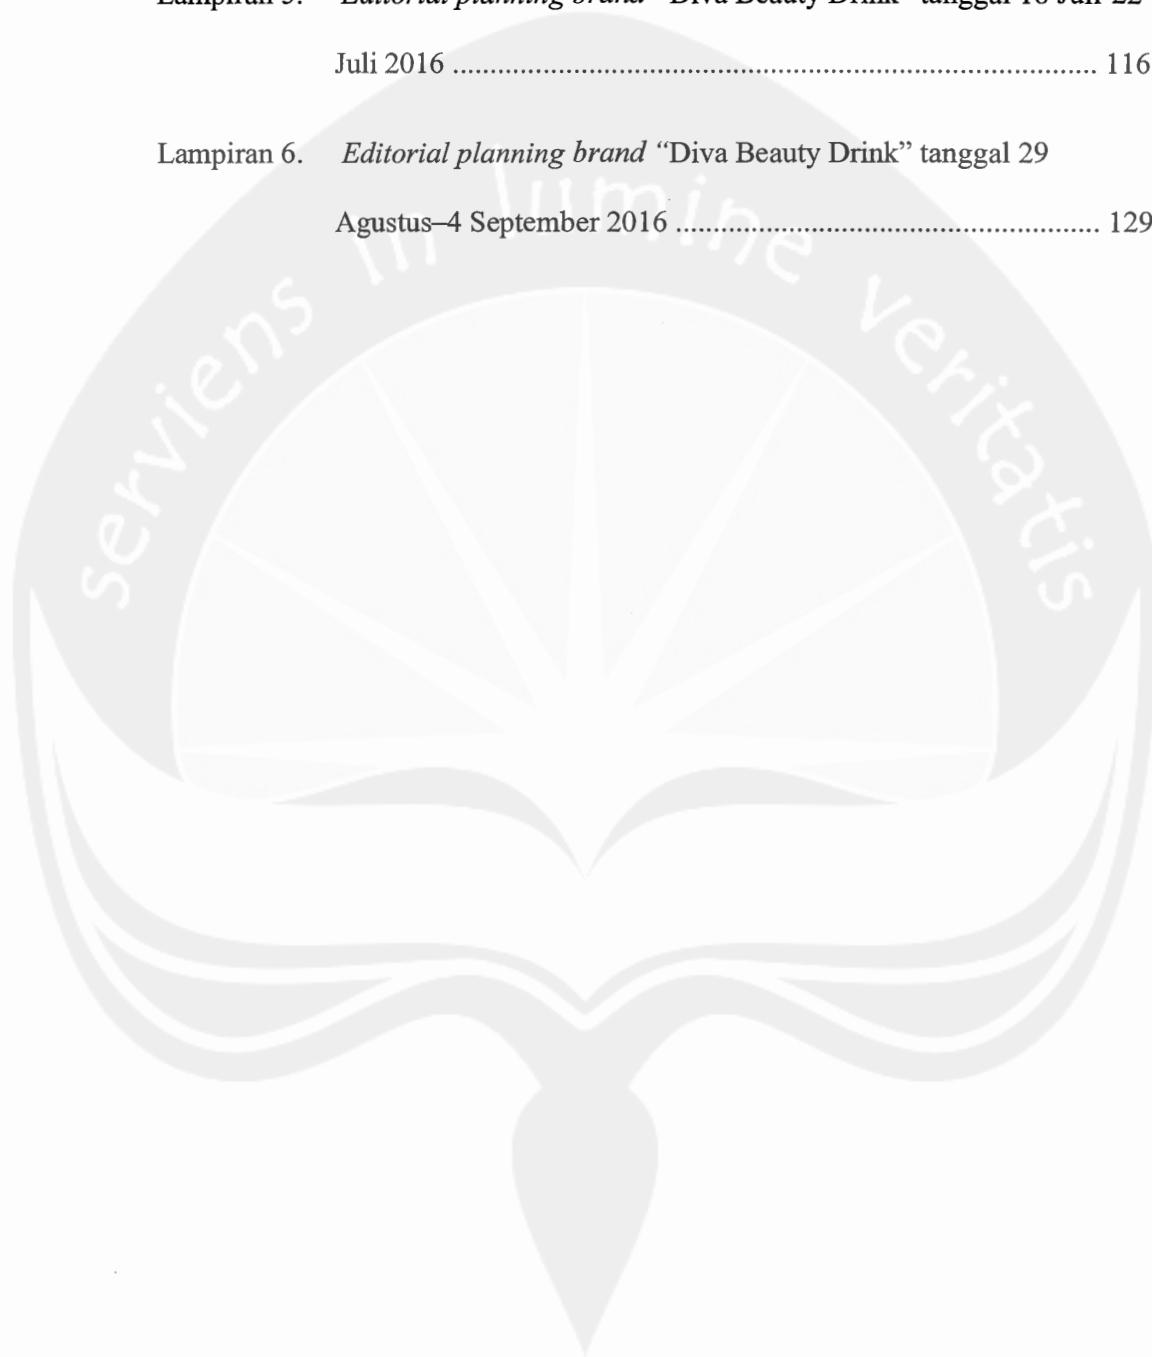 Juli 2016 ........................................................................ 116
Lampiran 6. Editorial planning brand “Diva Beauty Drink” tanggal 29
Agustus–4 September 2016 ............................................... 129
serviens in lumine veritatis